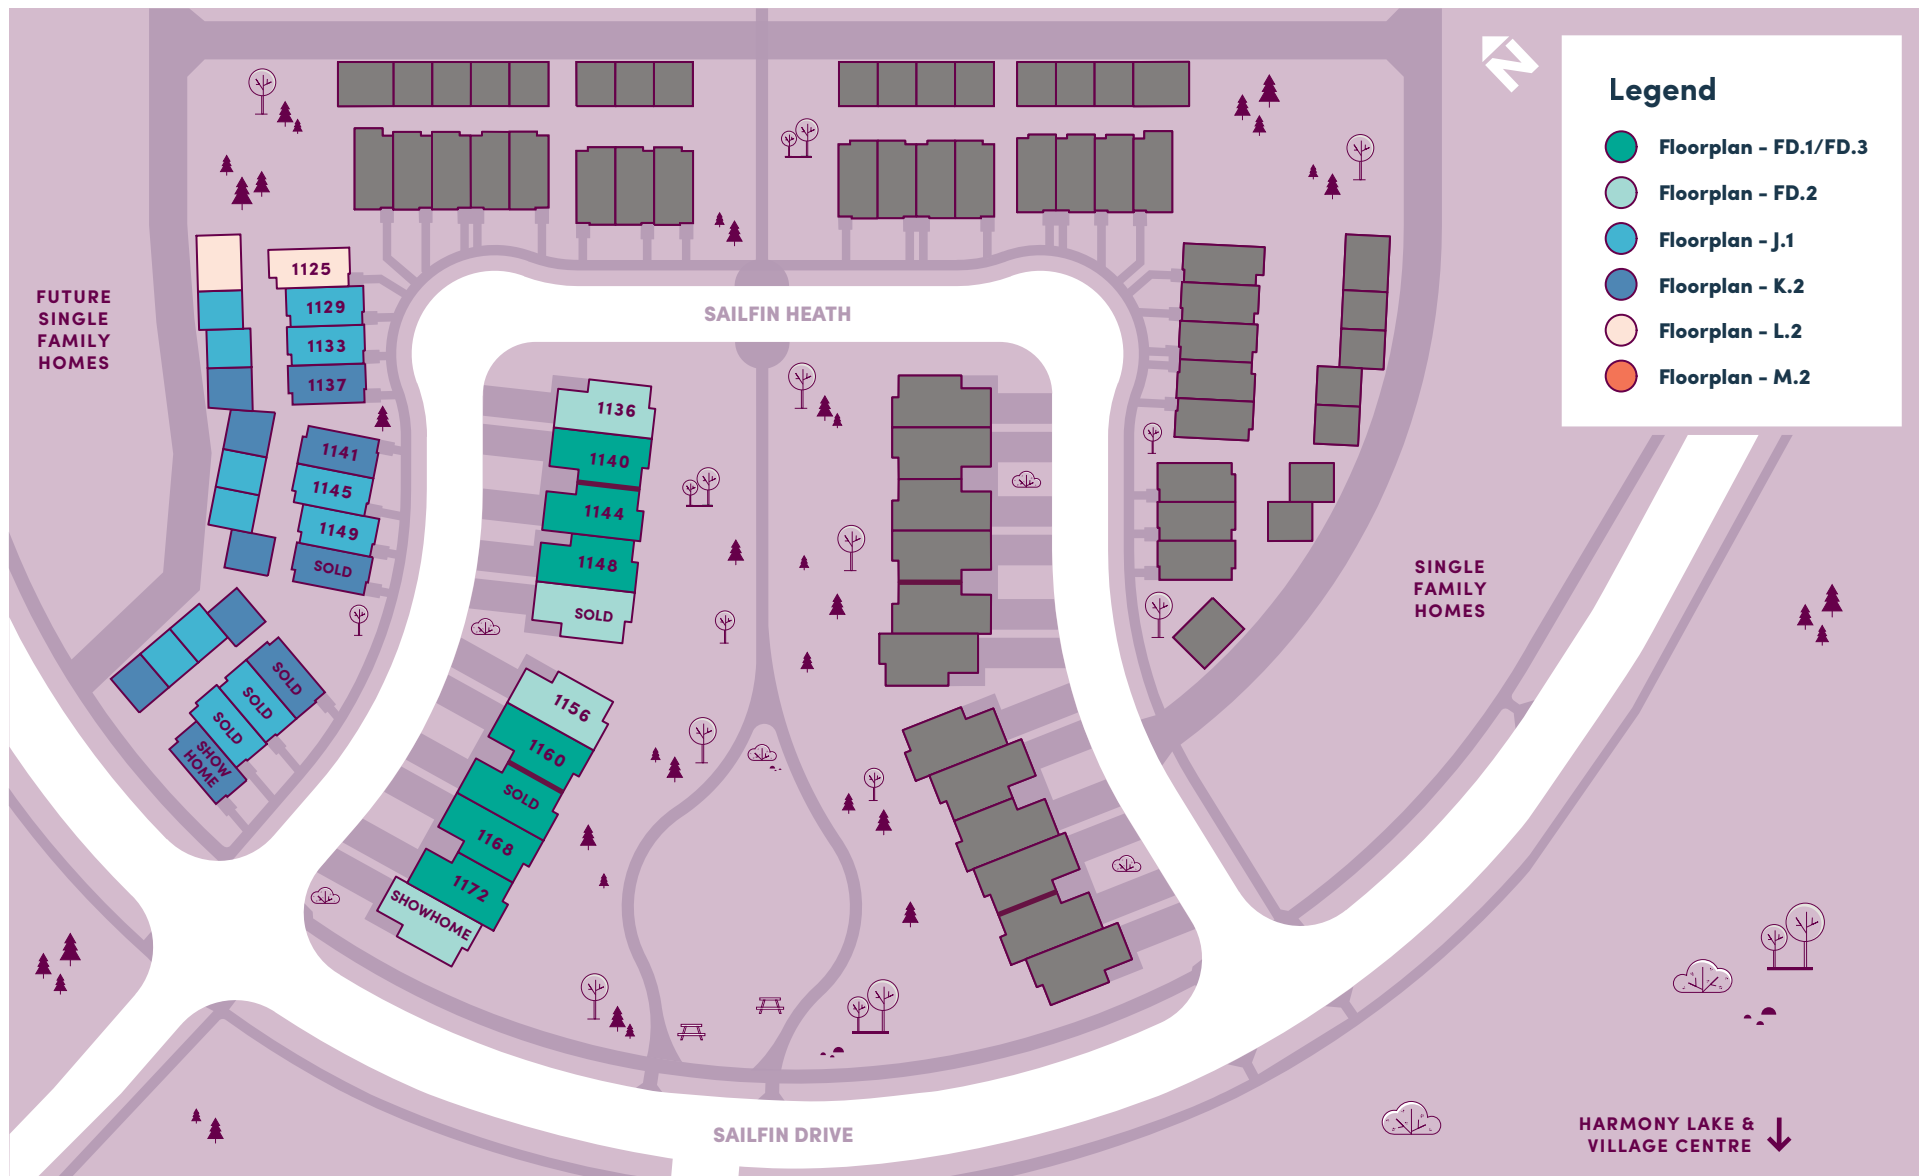 Legend
Floorplan - FD.1/FD.3
Floorplan - FD.2
Floorplan - J.1
Floorplan - K.2
Floorplan - L.2
Floorplan - M.2
N
FUTURE
SINGLE
FAMILY
HOMES
1125
1129
1133
1137
1141
1145
1149
SOLD
SOLD
SOLD
SOLD
SHOW
HOME
SAILFIN HEATH
1136
1140
1144
1148
SOLD
1156
1160
SOLD
1168
1172
SHOWHOME
SINGLE
FAMILY
HOMES
SAILFIN DRIVE
HARMONY LAKE &
VILLAGE CENTRE